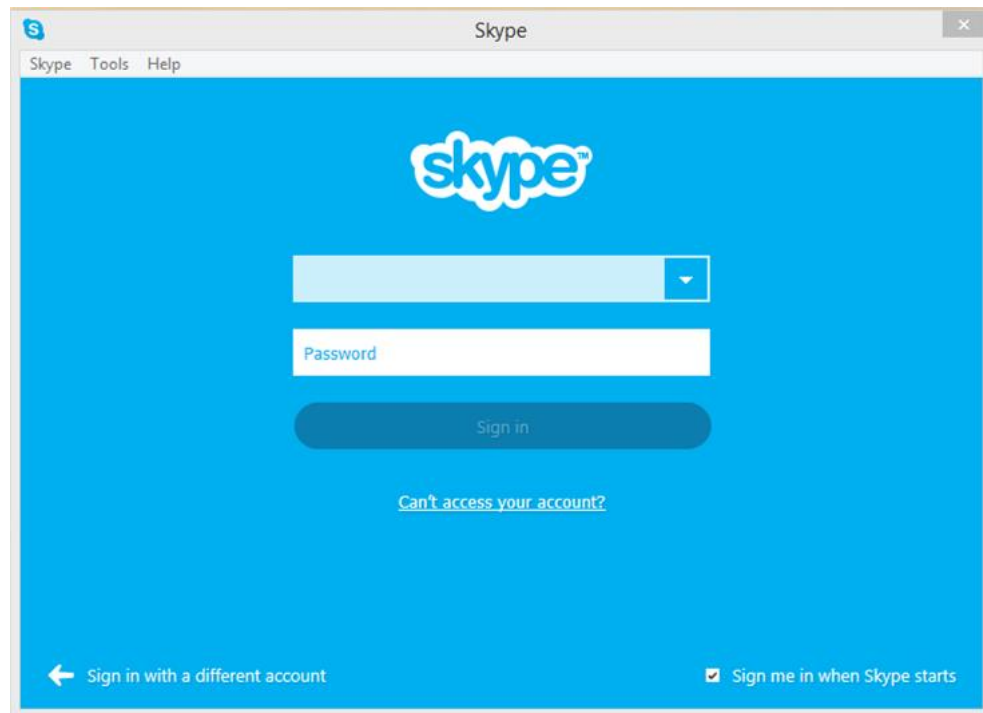 Skype
Skype Tools Help
skype™
Password
Sign in
Can't access your account?
Sign in with a different account
Sign me in when Skype starts